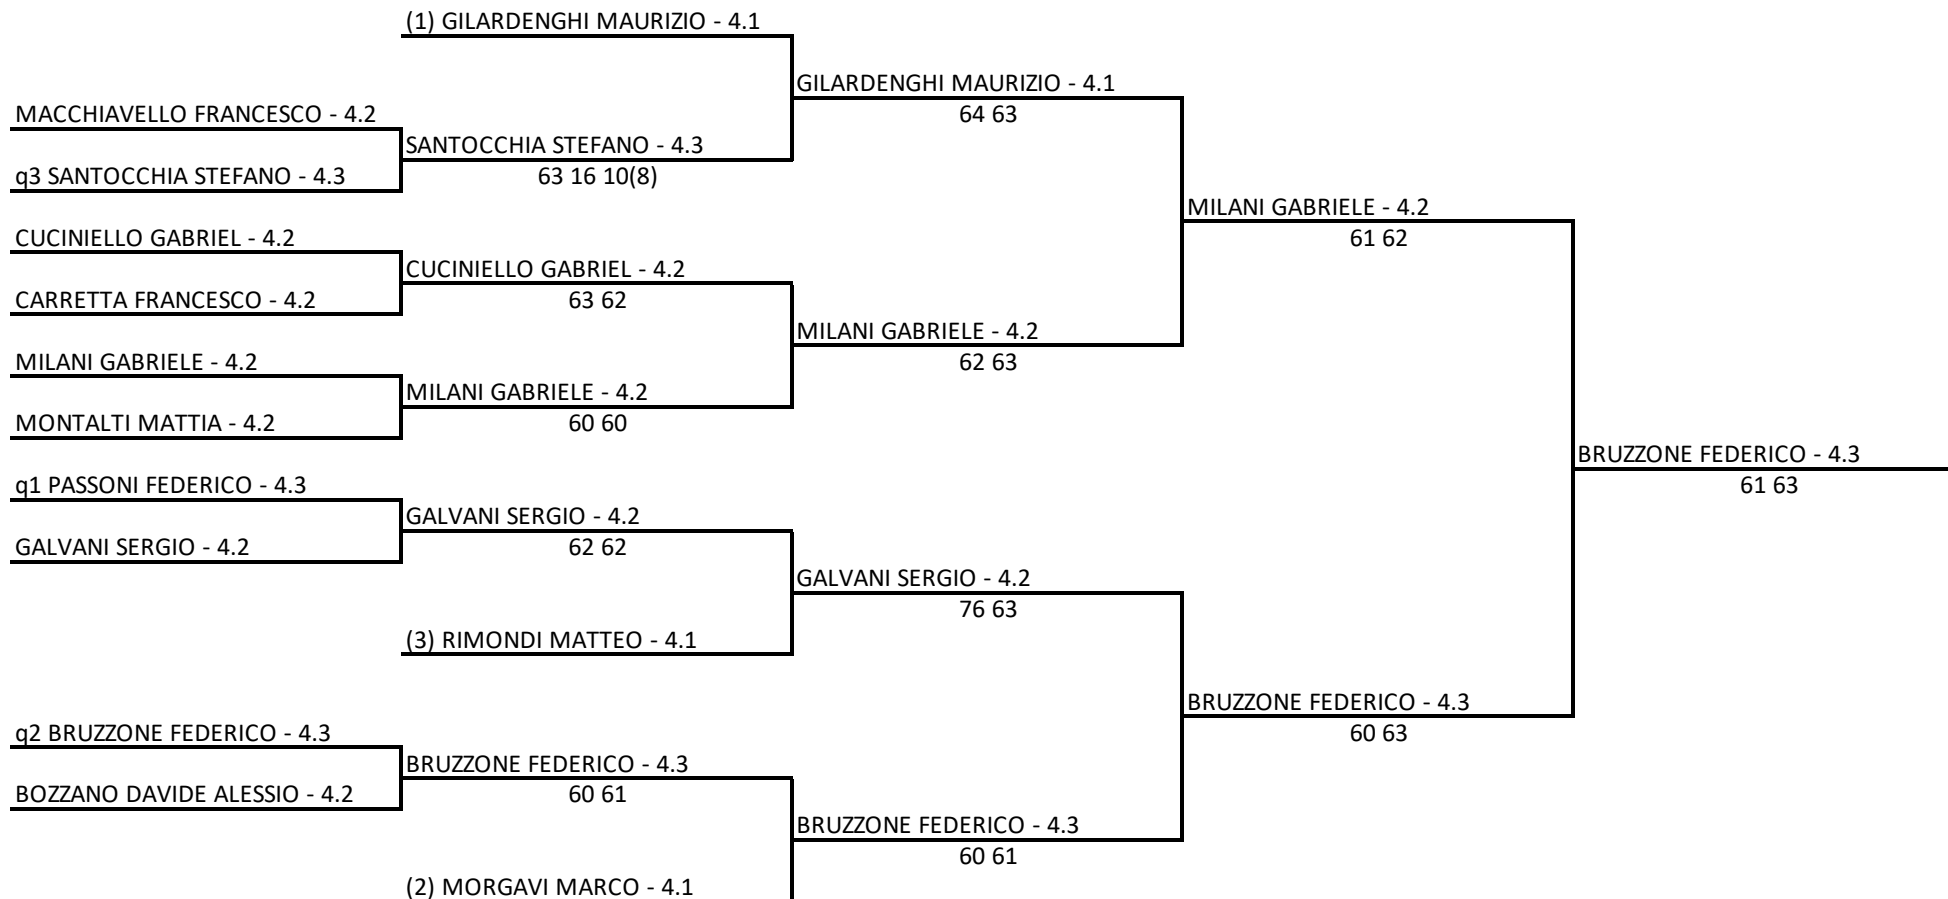 (1) GILARDENGHI MAURIZIO - 4.1
GILARDENGHI MAURIZIO - 4.1
64 63
MACCHIAVELLO FRANCESCO - 4.2
SANTOCCHIA STEFANO - 4.3
63 16 10(8)
q3 SANTOCCHIA STEFANO - 4.3
MILANI GABRIELE - 4.2
61 62
CUCINIELLO GABRIEL - 4.2
CUCINIELLO GABRIEL - 4.2
63 62
CARRETTA FRANCESCO - 4.2
MILANI GABRIELE - 4.2
62 63
MILANI GABRIELE - 4.2
MILANI GABRIELE - 4.2
60 60
MONTALTI MATTIA - 4.2
BRUZZONE FEDERICO - 4.3
61 63
q1 PASSONI FEDERICO - 4.3
GALVANI SERGIO - 4.2
62 62
GALVANI SERGIO - 4.2
GALVANI SERGIO - 4.2
76 63
(3) RIMONDI MATTEO - 4.1
BRUZZONE FEDERICO - 4.3
60 63
q2 BRUZZONE FEDERICO - 4.3
BRUZZONE FEDERICO - 4.3
60 61
BOZZANO DAVIDE ALESSIO - 4.2
BRUZZONE FEDERICO - 4.3
60 61
(2) MORGAVI MARCO - 4.1